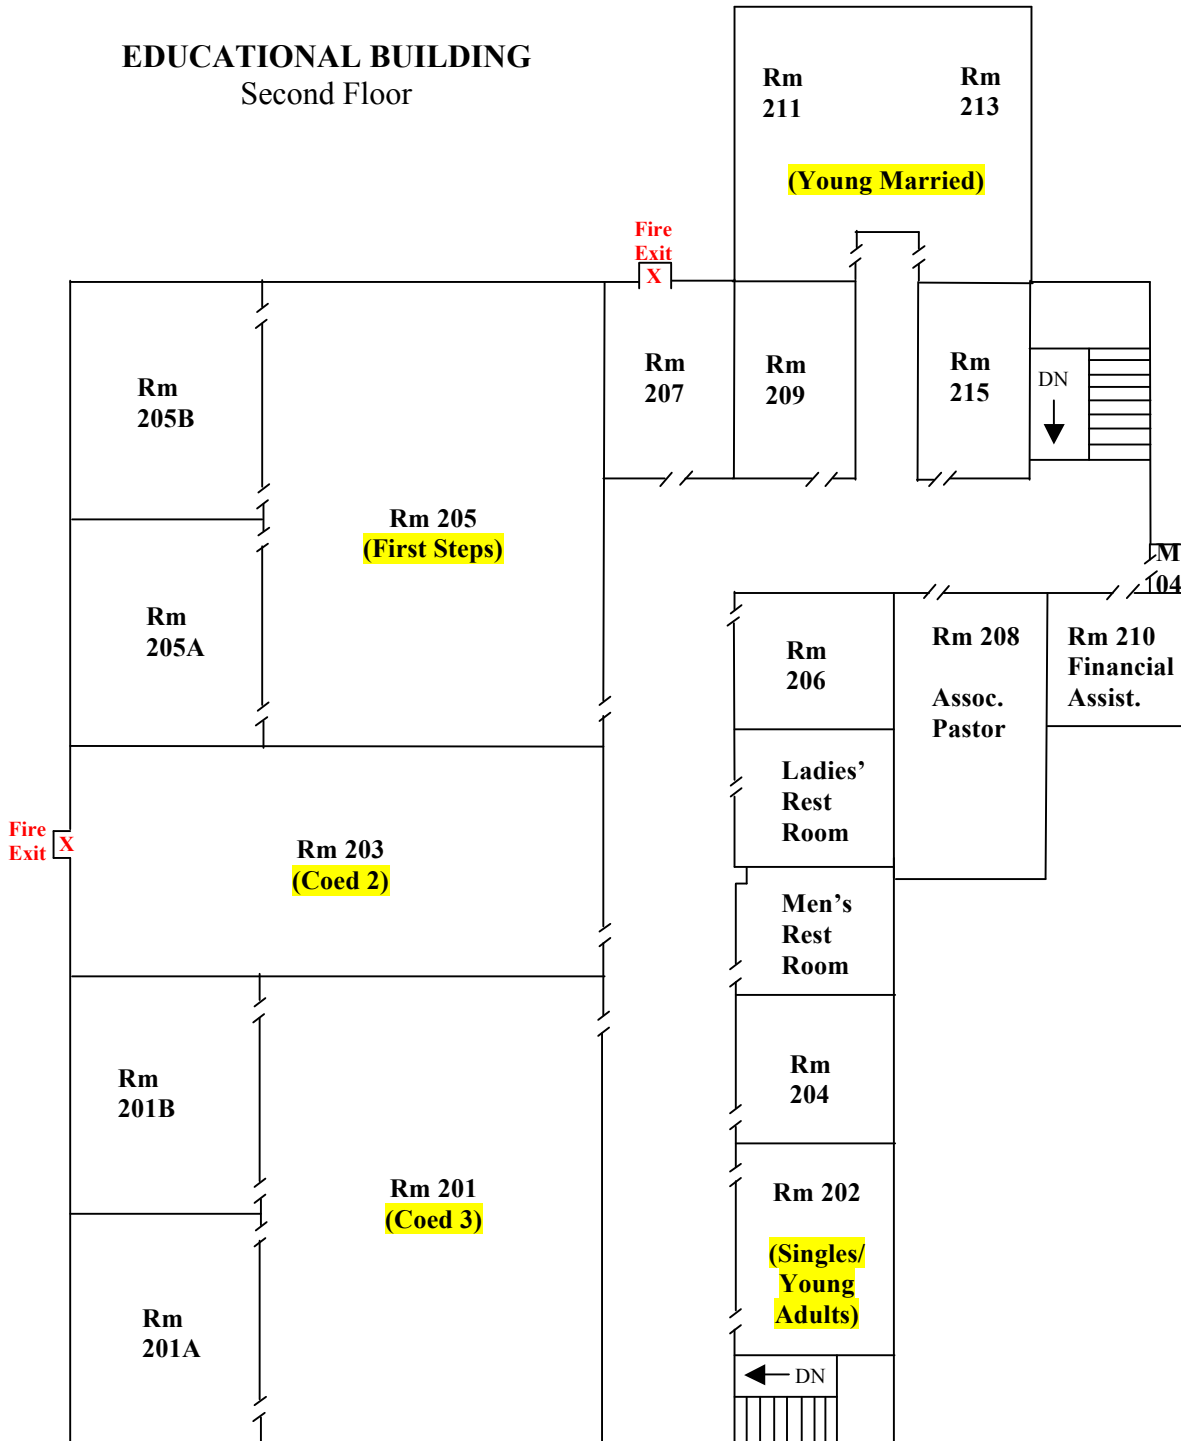 EDUCATIONAL BUILDING
Second Floor
Rm
211
Rm
213
(Young Married)
Fire
Exit
X
Rm
205B
Rm
207
Rm
209
Rm
215
DN
Rm 205
(First Steps)
M
04
Rm
205A
Rm
206
Rm 208
Assoc.
Pastor
Rm 210
Financial
Assist.
Ladies’
Rest
Room
Fire
Exit
X
Rm 203
(Coed 2)
Men’s
Rest
Room
Rm
201B
Rm
204
Rm 201
(Coed 3)
Rm 202
(Singles/
Young
Adults)
Rm
201A
DN